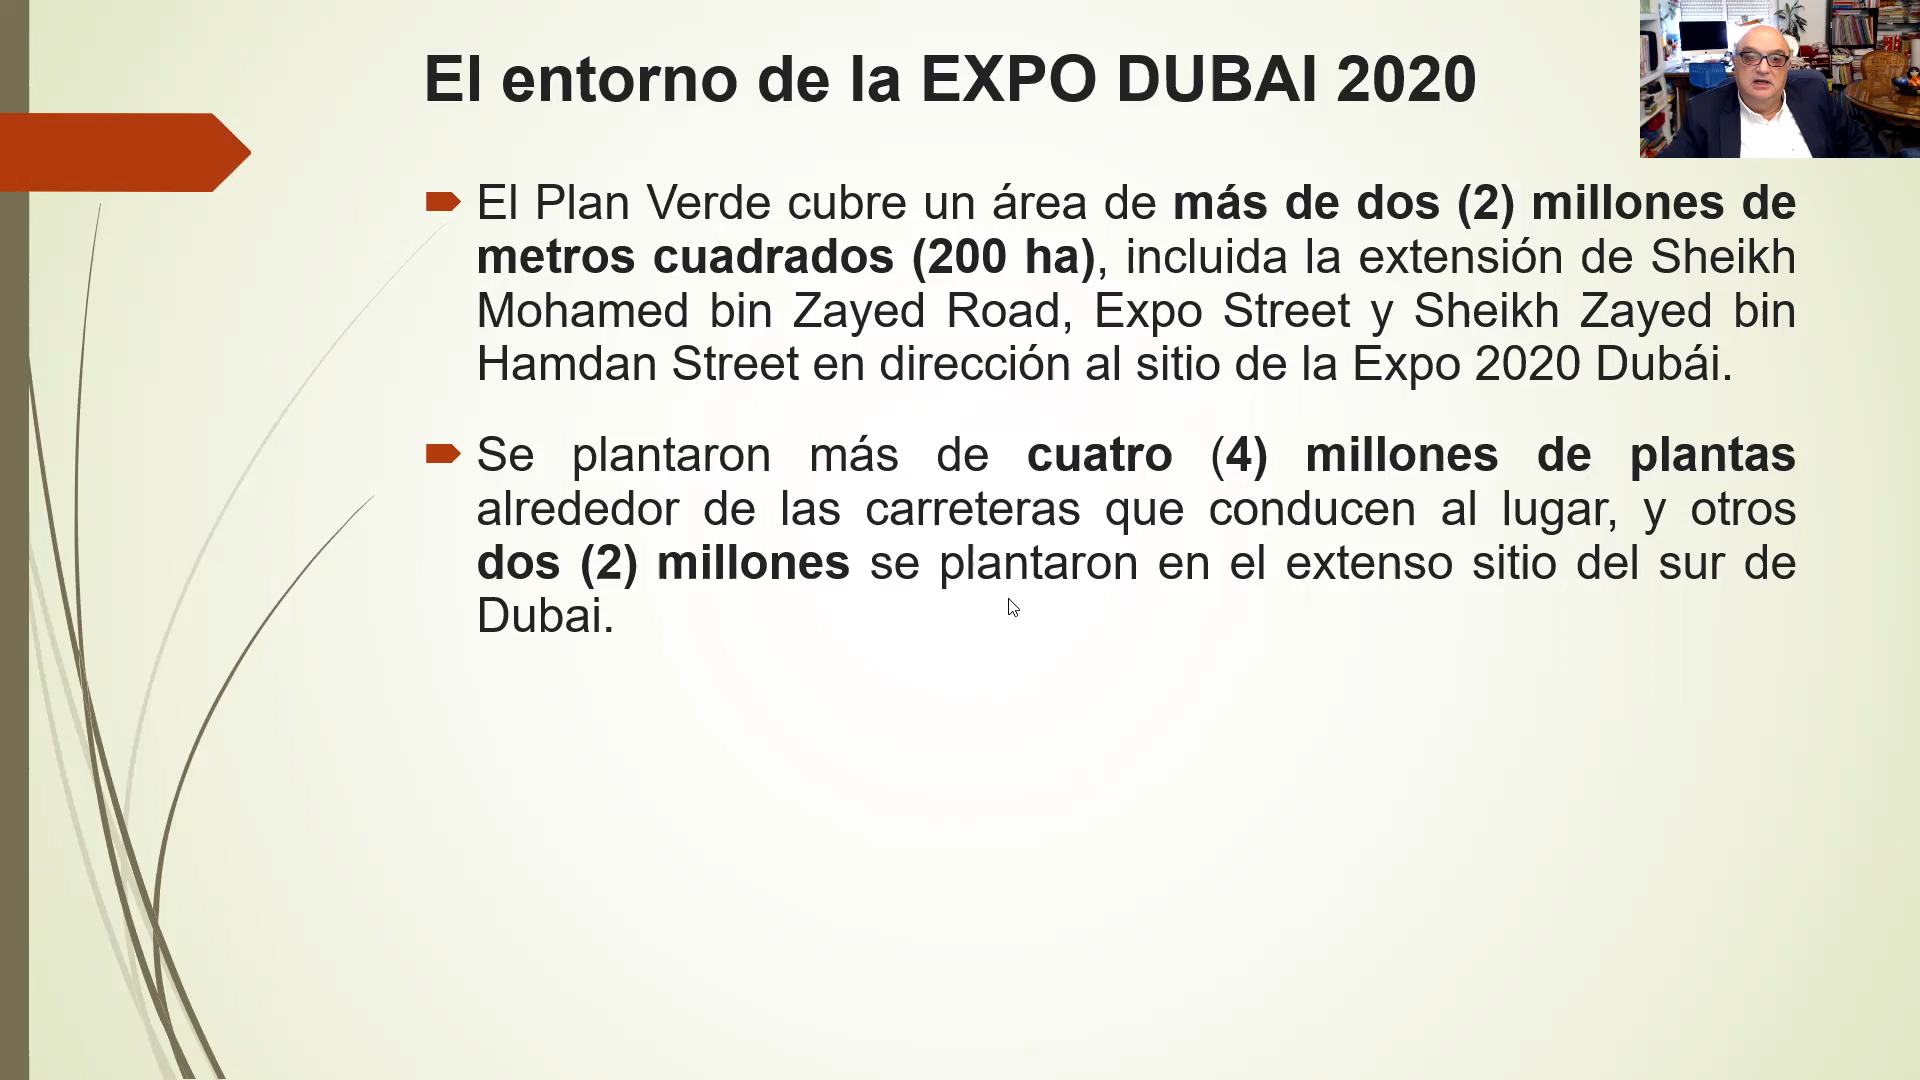 El entorno de la EXPO DUBAI 2020
El Plan Verde cubre un área de más de dos (2) millones de
metros cuadrados (200 ha), incluida la extensión de Sheikh
Mohamed bin Zayed Road, Expo Street y Sheikh Zayed bin
Hamdan Street en dirección al sitio de la Expo 2020 Dubái.
Se plantaron más de cuatro (4) millones de plantas
alrededor de las carreteras que conducen al lugar, y otros
dos (2) millones se plantaron en el extenso sitio del sur de
Dubai.